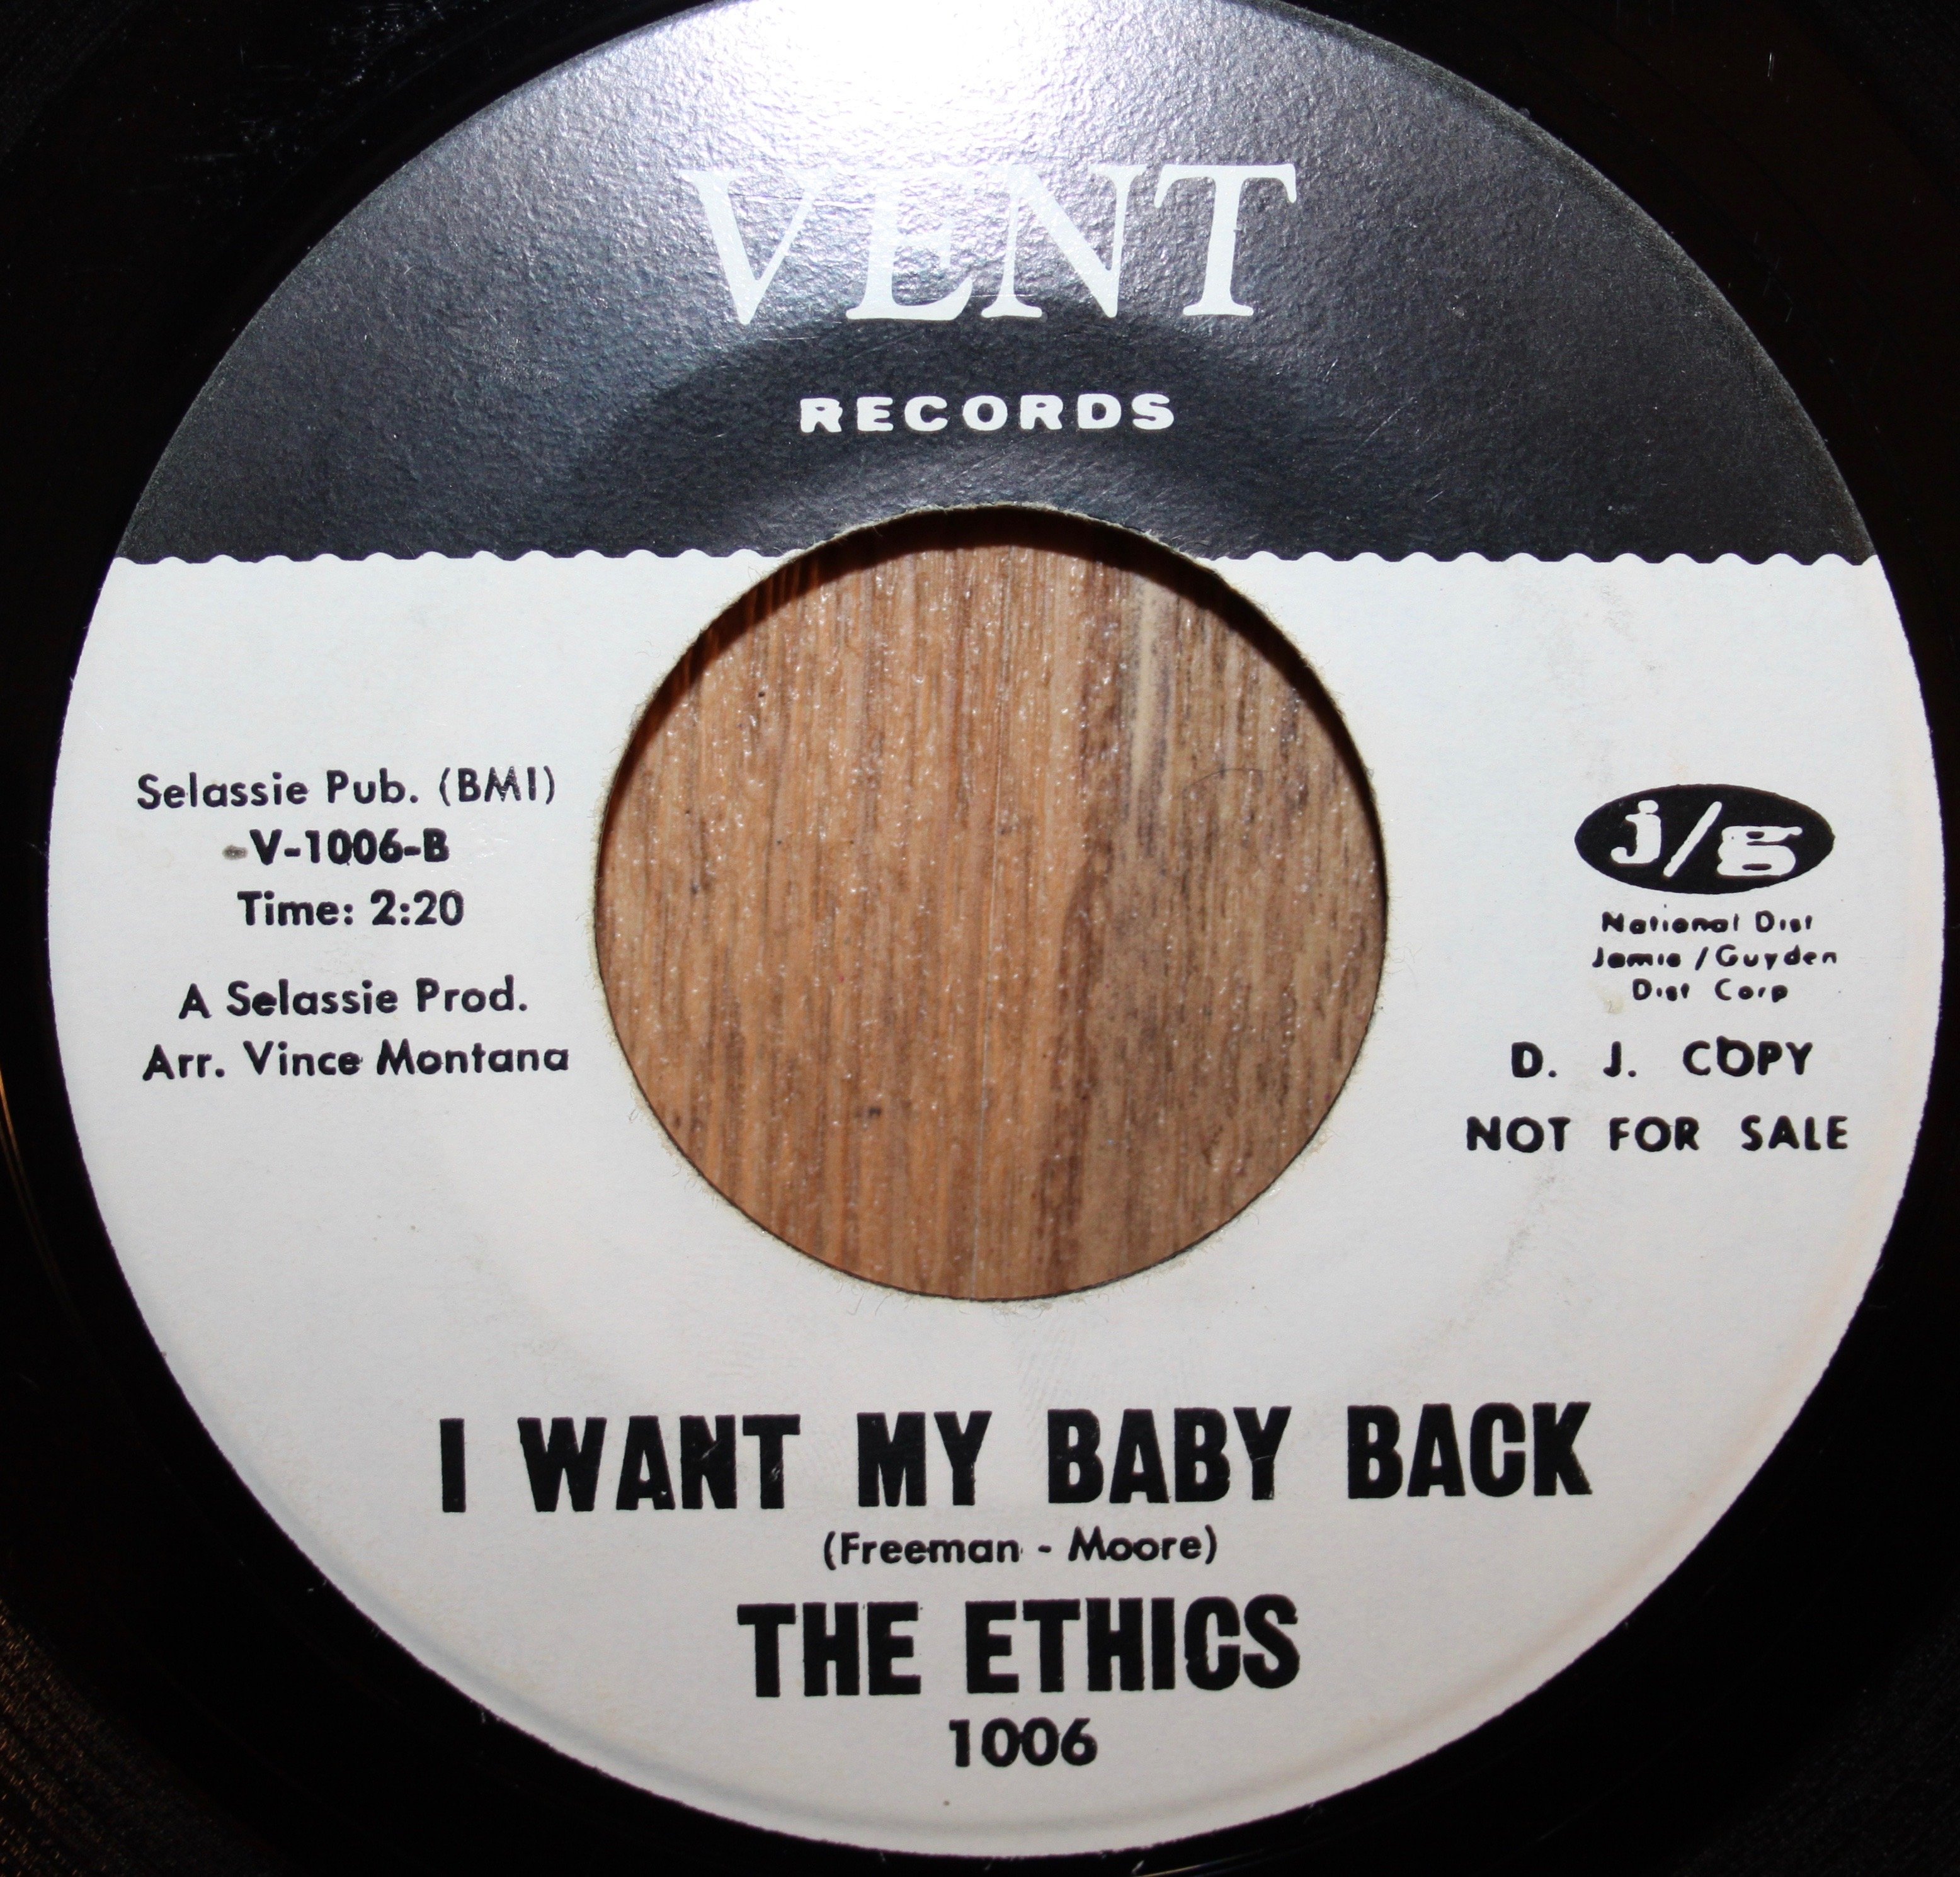 VENT
RECORDS
Selassie Pub. (BMI)
V-1006-B
Time: 2:20
A Selassie Prod.
Arr. Vince Montana
j/g
National Dist
Jamie / Guyden
Dist Corp
D. J. COPY
NOT FOR SALE
I WANT MY BABY BACK
(Freeman - Moore)
THE ETHICS
1006